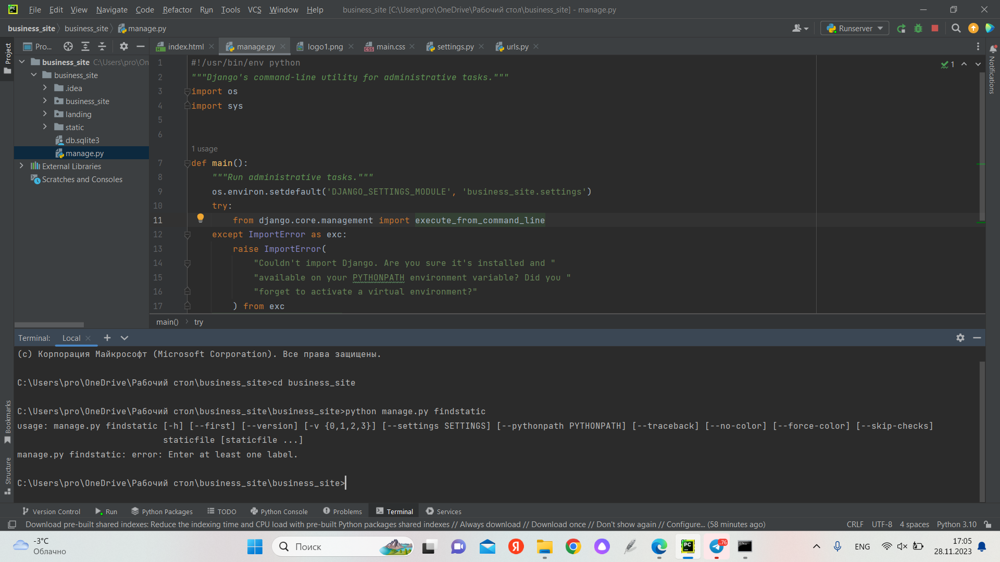 File Edit View Navigate Code Refactor Run Tools VCS Window Help business_site [C:\Users\pro\OneDrive\Рабочий стол\business_site] - manage.py
business_site business_site manage.py Runserver
Pro... index.html manage.py logo1.png main.css settings.py urls.py
Project
business_site C:\Users\pro\On
business_site
.idea
business_site
landing
static
db.sqlite3
manage.py
External Libraries
Scratches and Consoles
1 #!/usr/bin/env python
2 """Django's command-line utility for administrative tasks."""
3 import os
4 import sys
5
6
1 usage
7 def main():
8 """Run administrative tasks."""
9 os.environ.setdefault('DJANGO_SETTINGS_MODULE', 'business_site.settings')
10 try:
11 from django.core.management import execute_from_command_line
12 except ImportError as exc:
13 raise ImportError(
14 "Couldn't import Django. Are you sure it's installed and "
15 "available on your PYTHONPATH environment variable? Did you "
16 "forget to activate a virtual environment?"
17 ) from exc
1
Notifications
main() try
Terminal: Local
(c) Корпорация Майкрософт (Microsoft Corporation). Все права защищены.
C:\Users\pro\OneDrive\Рабочий стол\business_site>cd business_site
C:\Users\pro\OneDrive\Рабочий стол\business_site\business_site>python manage.py findstatic
usage: manage.py findstatic [-h] [--first] [--version] [-v {0,1,2,3}] [--settings SETTINGS] [--pythonpath PYTHONPATH] [--traceback] [--no-color] [--force-color] [--skip-checks]
staticfile [staticfile ...]
manage.py findstatic: error: Enter at least one label.
C:\Users\pro\OneDrive\Рабочий стол\business_site\business_site>
Bookmarks
Structure
Version Control Run Python Packages TODO Python Console Problems Terminal Services
Download pre-built shared indexes: Reduce the indexing time and CPU load with pre-built Python packages shared indexes // Always download // Download once // Don't show again // Configure... (58 minutes ago) CRLF UTF-8 4 spaces Python 3.10
-3°C
Облачно
Поиск
PC
Я
..76
ENG
17:05
28.11.2023